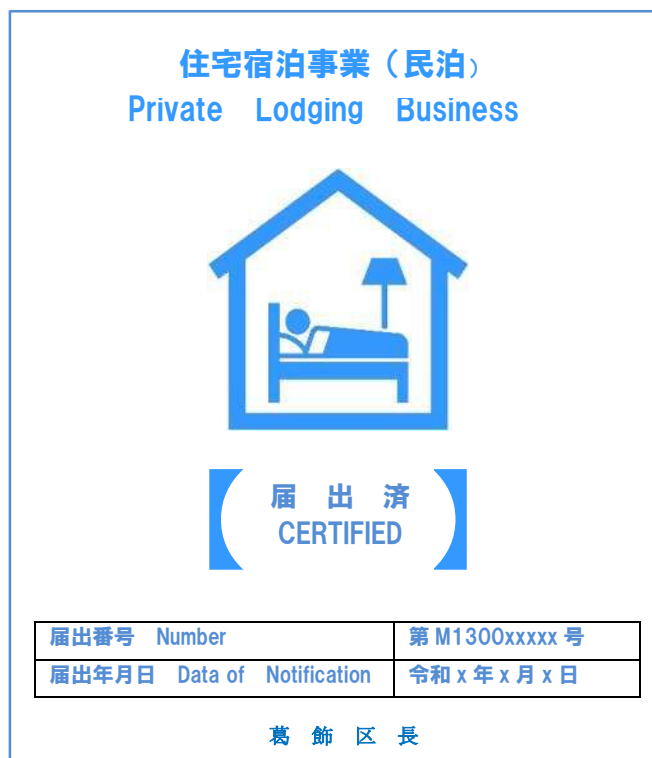 住宅宿泊事業（民泊）
Private Lodging Business
届 出 済
CERTIFIED
届出番号 Number 第 M1300xxxxx 号
届出年月日 Data of Notification 令和 x 年 x 月 x 日
葛 飾 区 長